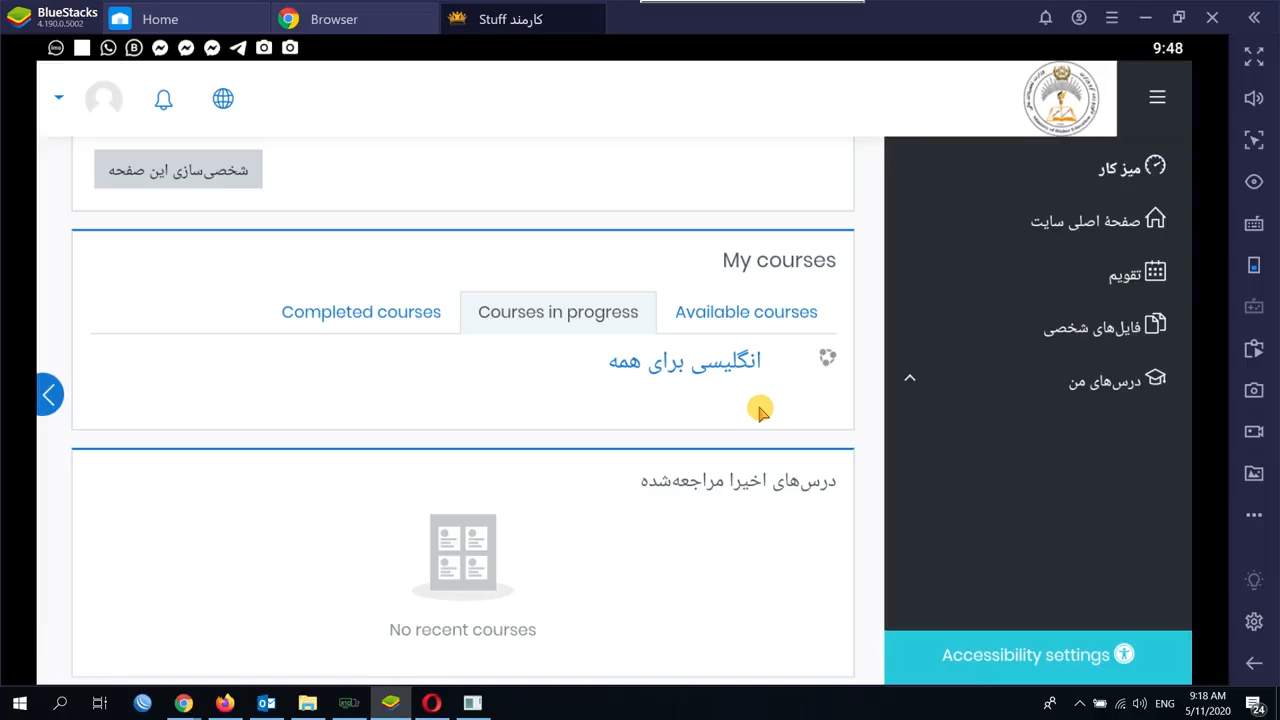 BlueStacks
4.190.0.5002
Home
Browser
Stuff کارمند
9:48
شخصی‌سازی این صفحه
میز کار
صفحهٔ اصلی سایت
تقویم
فایل‌های شخصی
درس‌های من
My courses
Completed courses
Courses in progress
Available courses
انگلیسی برای همه
درس‌های اخیرا مراجعه‌شده
No recent courses
Accessibility settings
ENG
9:18 AM
5/11/2020
24